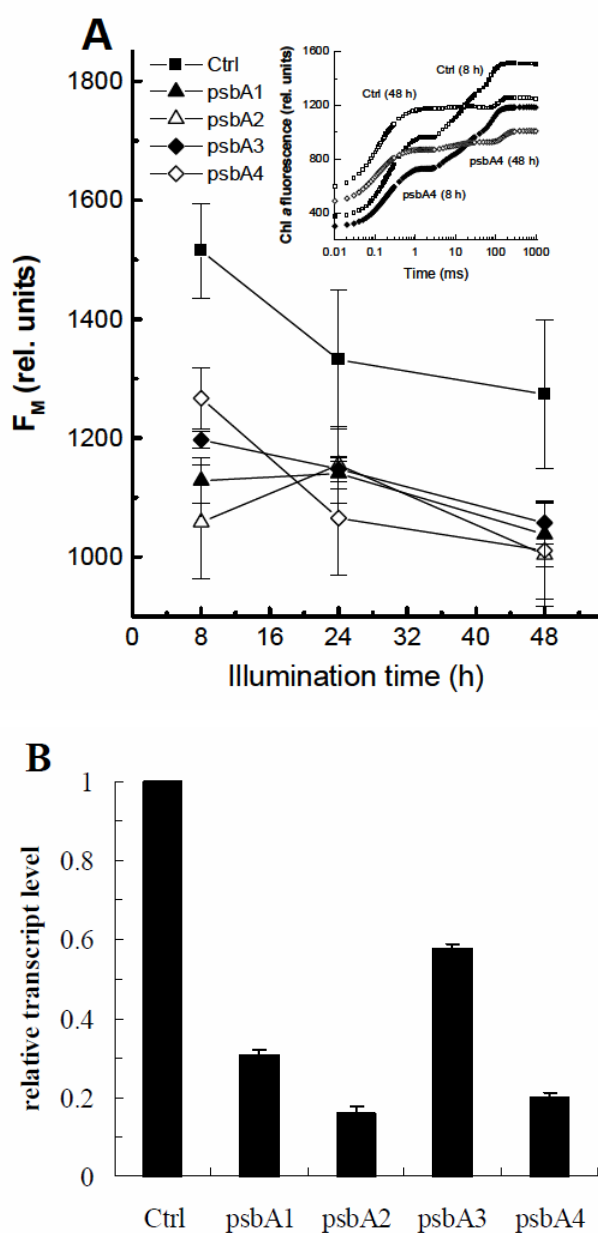 A
Ctrl
psbA1
psbA2
psbA3
psbA4
1800
1600
1400
1200
1000
F_M (rel. units)
0 8 16 24 32 40 48
Illumination time (h)
1600
1200
800
400
Chl a fluorescence (rel. units)
Ctrl (48 h)
Ctrl (8 h)
psbA4 (48 h)
psbA4 (8 h)
0.01 0.1 1 10 100 1000
Time (ms)
B
1
0.8
0.6
0.4
0.2
0
relative transcript level
Ctrl psbA1 psbA2 psbA3 psbA4